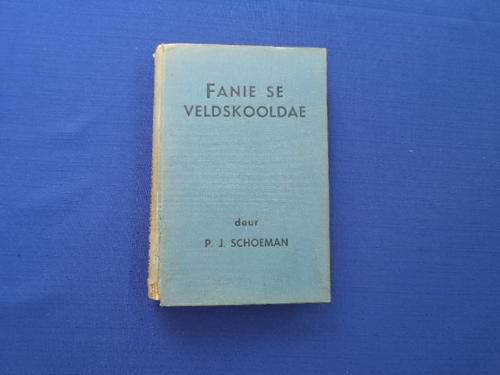 FANIE SE
VELDSKOOLDAE
deur
P. J. SCHOEMAN